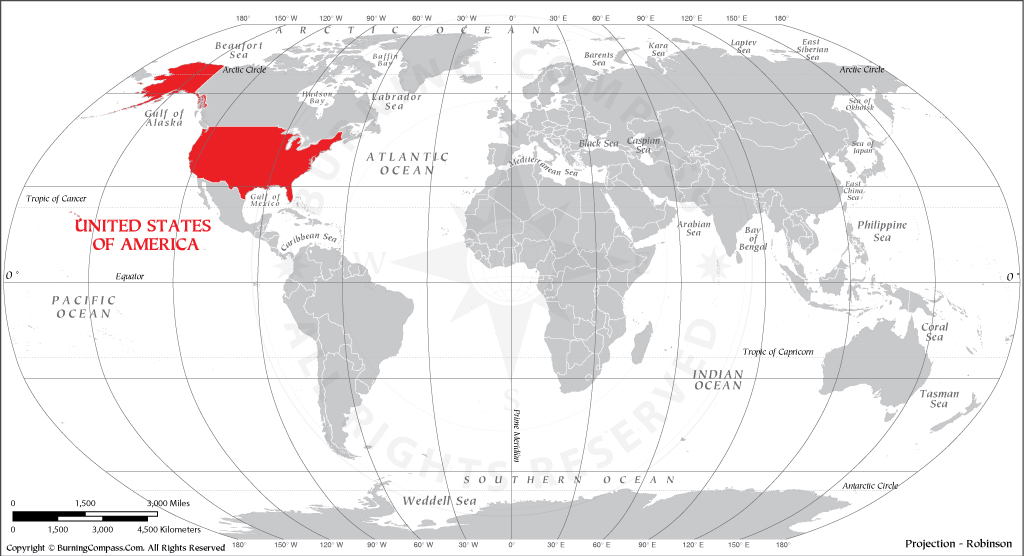 180° 150° W 120° W 90° W 60° W 30° W 0° 30° E 60° E 90° E 120° E 150° E 180°
ARCTIC OCEAN
Beaufort
Sea
Baffin
Bay
Barents
Sea
Kara
Sea
Laptev
Sea
East
Siberian
Sea
Arctic Circle
Arctic Circle
Hudson
Bay
Labrador
Sea
Gulf of
Alaska
Sea of
Okhotsk
ATLANTIC
OCEAN
Black Sea
Caspian
Sea
Sea of
Japan
Mediterranean Sea
East
China
Sea
Tropic of Cancer
Gulf of
Mexico
UNITED STATES
OF AMERICA
Caribbean Sea
Arabian
Sea
Bay
of
Bengal
Philippine
Sea
W
0°
Equator
0°
PACIFIC
OCEAN
Coral
Sea
Tropic of Capricorn
INDIAN
OCEAN
Tasman
Sea
S
Prime Meridian
ALL RIGHTS RESERVED
SOUTHERN OCEAN
Antarctic Circle
Weddell Sea
0 1,500 3,000 Miles
0 1,500 3,000 4,500 Kilometers
180° 150° W 120° W 90° W 60° W 30° W 0° 30° E 60° E 90° E 120° E 150° E 180°
Copyright © BurningCompass.Com. All Rights Reserved
Projection - Robinson